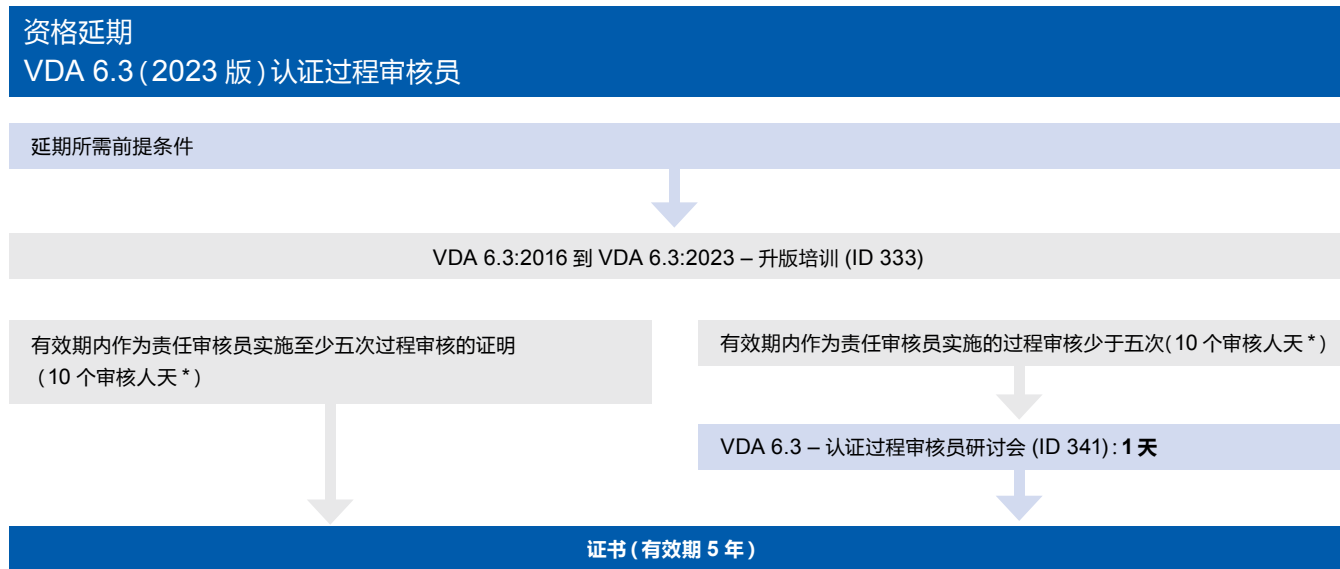 资格延期
VDA 6.3（2023 版）认证过程审核员
延期所需前提条件
VDA 6.3:2016 到 VDA 6.3:2023 – 升版培训 (ID 333)
有效期内作为责任审核员实施至少五次过程审核的证明
（10 个审核人天 *）
有效期内作为责任审核员实施的过程审核少于五次（10 个审核人天 *）
VDA 6.3 – 认证过程审核员研讨会 (ID 341)：1 天
证书（有效期 5 年）